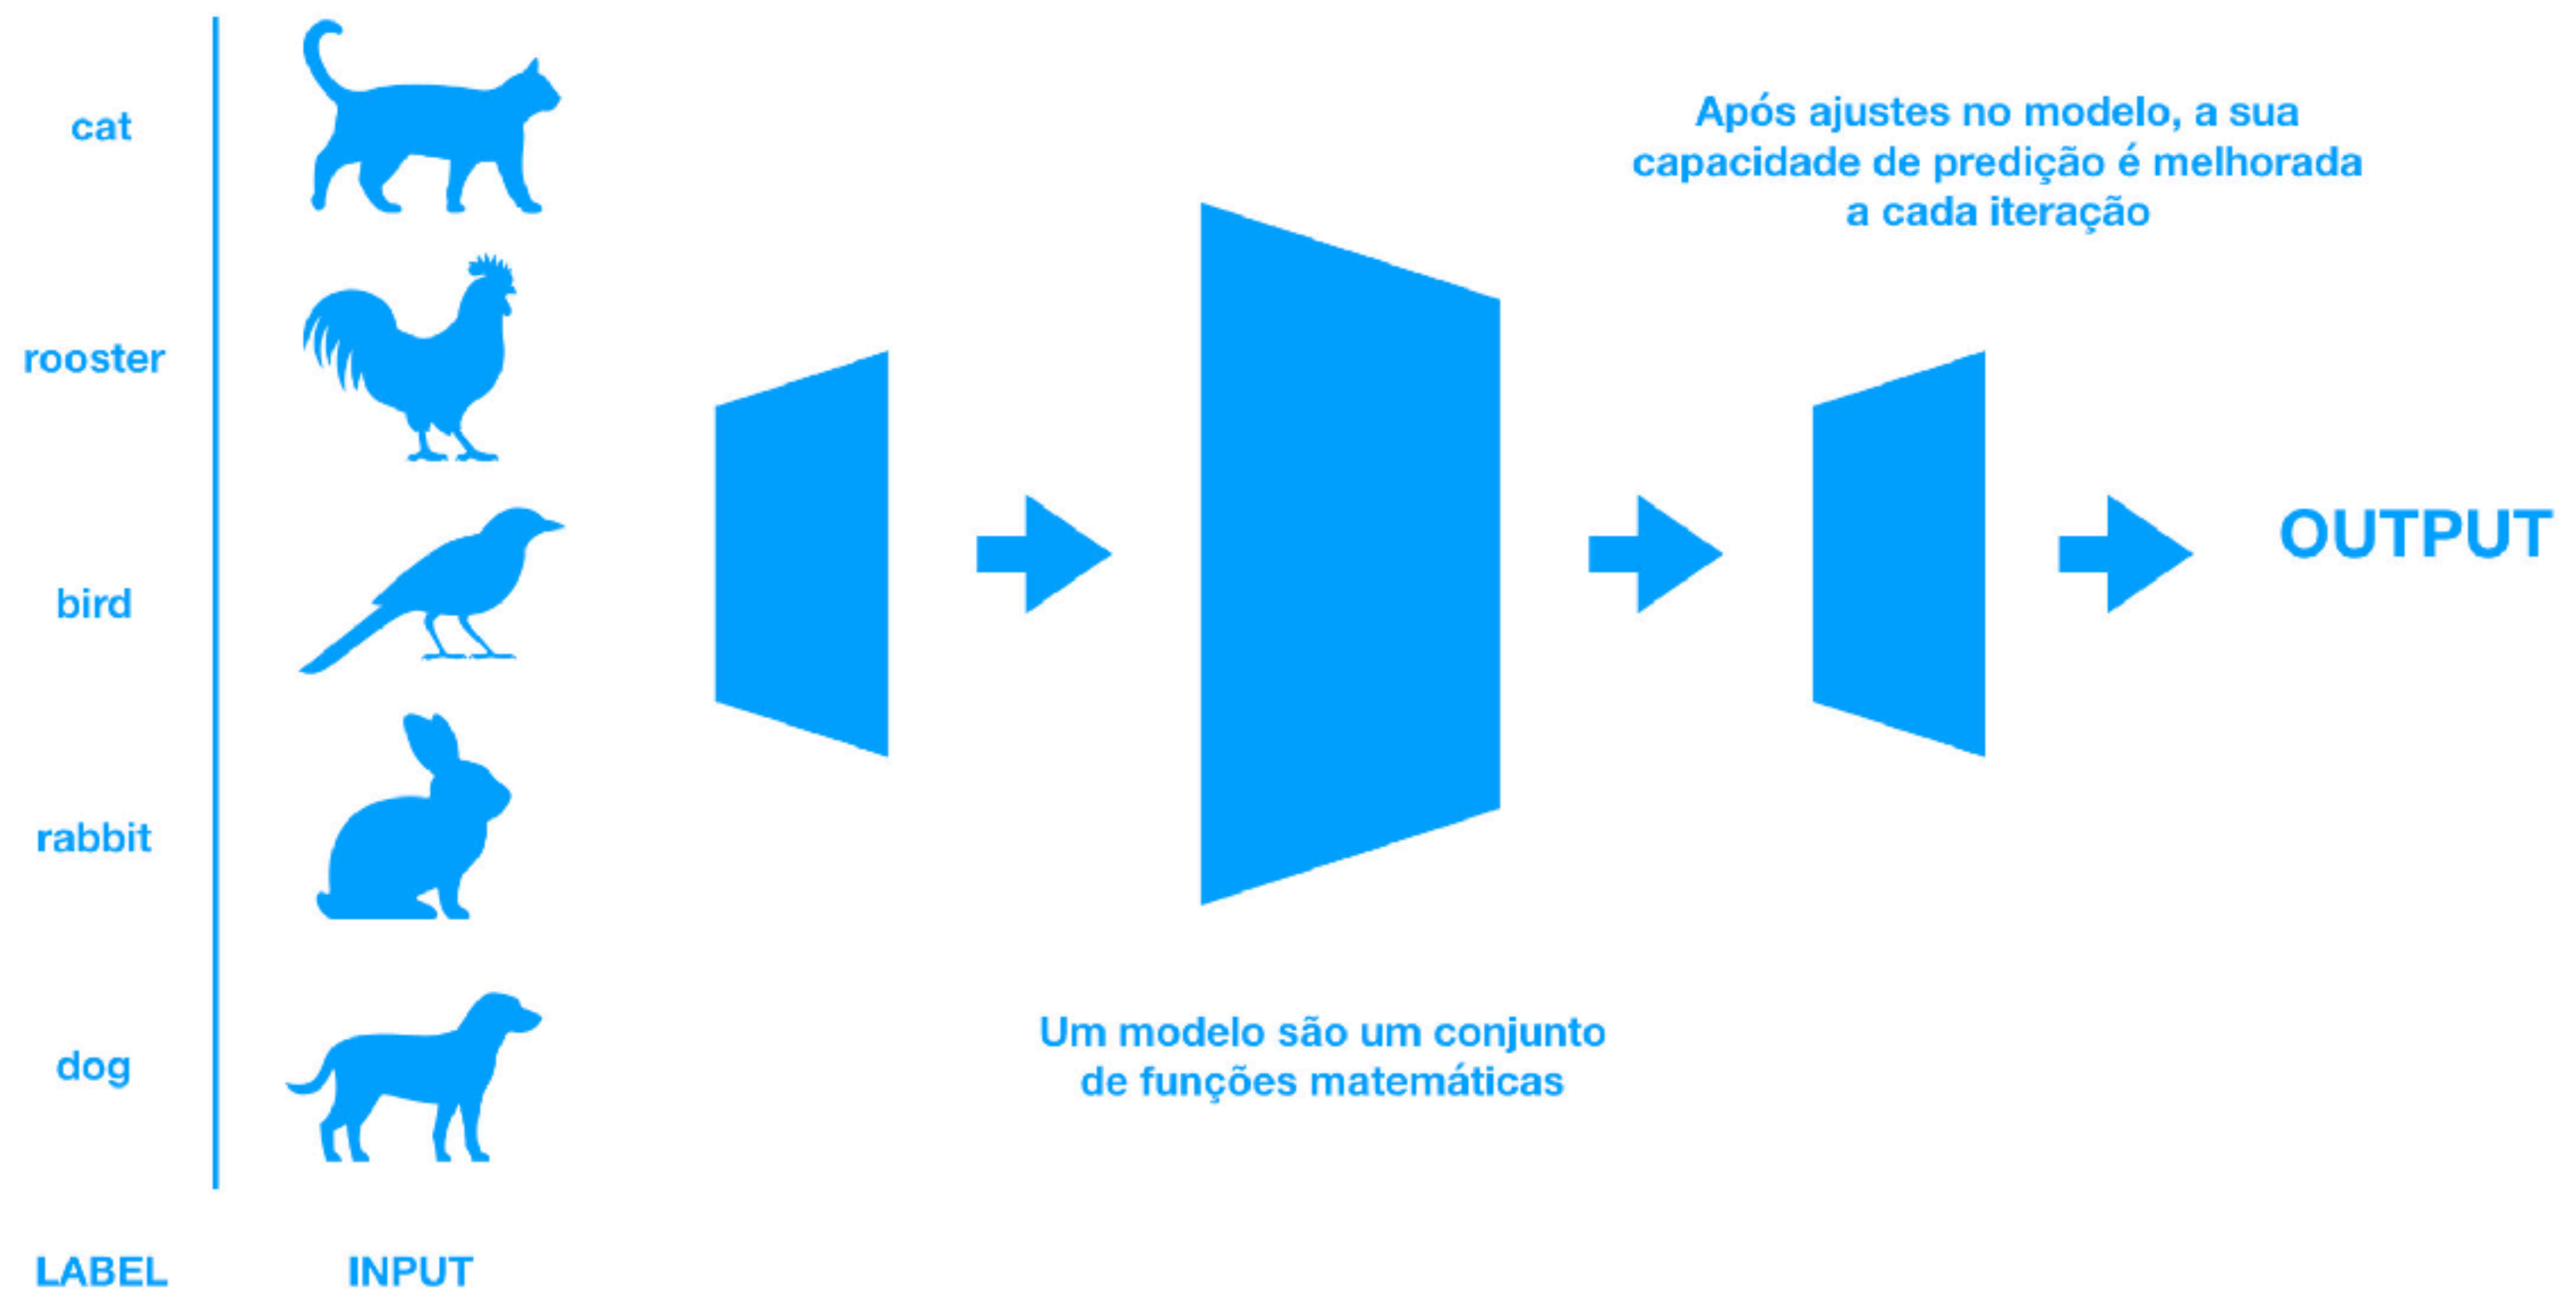 cat
rooster
bird
rabbit
dog
LABEL
INPUT
Um modelo são um conjunto
de funções matemáticas
Após ajustes no modelo, a sua
capacidade de predição é melhorada
a cada iteração
OUTPUT